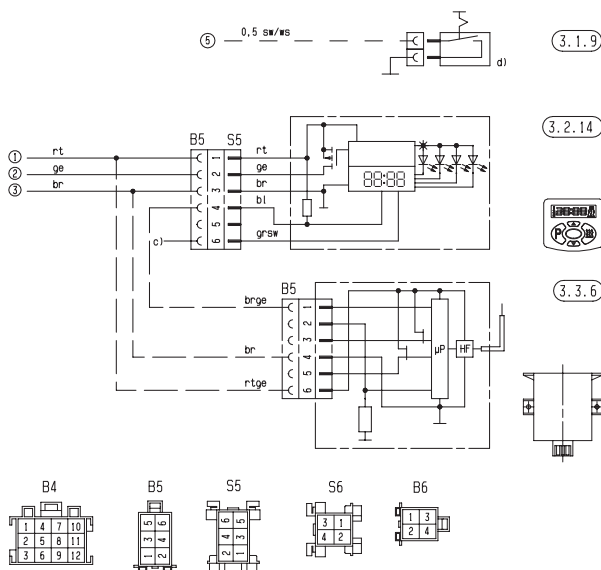 5 0,5 sw/ws
d)
3.1.9
3.2.14
B5 S5
1 rt 1 rt
2 ge 2 ge
3 br 3 br
4 bl
5
c) 6 grsw
88:88
P
3.3.6
B5
brge 1
2
3
br 4
5
rtge 6
µP HF
B4 B5 S5 S6 B6
1 4 7 10
2 5 8 11
3 6 9 12
5 6
3 4
1 2
6 5
4 3
2 1
3 1
4 2
1 3
2 4